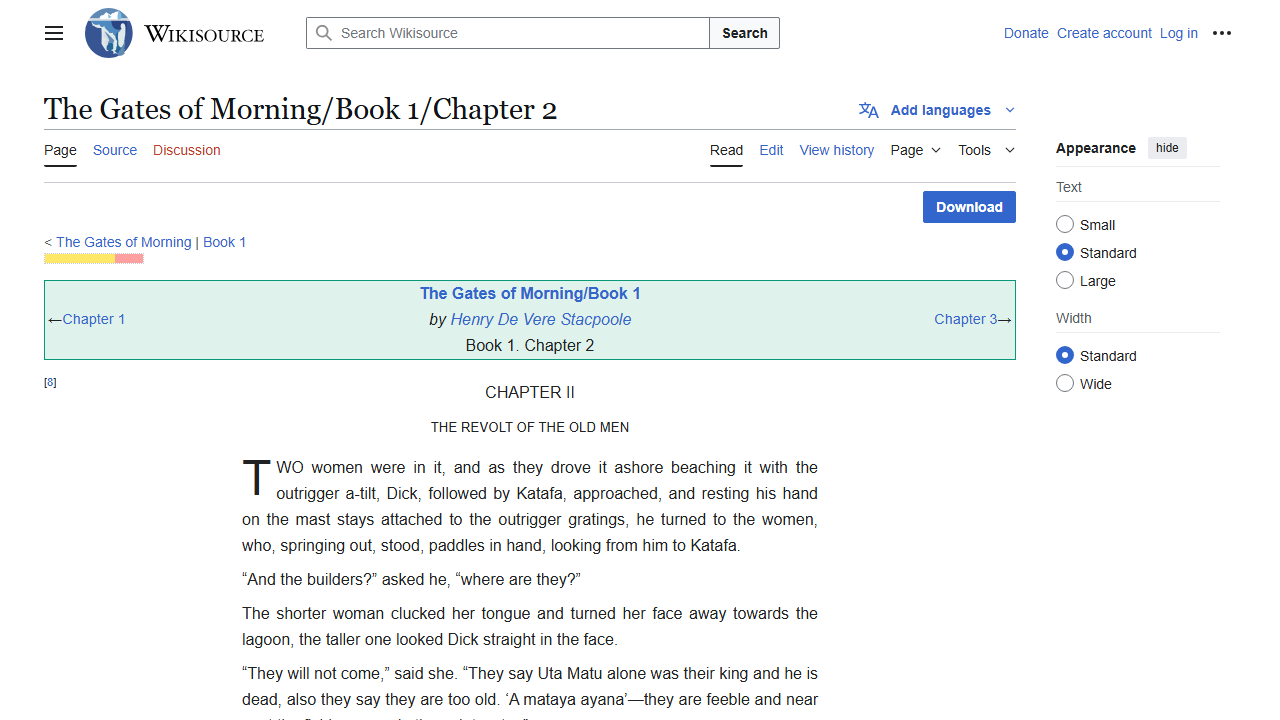 WIKISOURCE
Search Wikisource
Search
Donate Create account Log in
The Gates of Morning/Book 1/Chapter 2
Add languages
Page Source Discussion
Read Edit View history Page Tools
Download
< The Gates of Morning | Book 1
The Gates of Morning/Book 1
←Chapter 1
by Henry De Vere Stacpoole
Chapter 3→
Book 1. Chapter 2
[8]
CHAPTER II
THE REVOLT OF THE OLD MEN
TWO women were in it, and as they drove it ashore beaching it with the
outrigger a-tilt, Dick, followed by Katafa, approached, and resting his hand
on the mast stays attached to the outrigger gratings, he turned to the women,
who, springing out, stood, paddles in hand, looking from him to Katafa.
“And the builders?” asked he, “where are they?”
The shorter woman clucked her tongue and turned her face away towards the
lagoon, the taller one looked Dick straight in the face.
“They will not come,” said she. “They say Uta Matu alone was their king and he is
dead, also they say they are too old. ‘A mataya ayana’—they are feeble and near
Appearance hide
Text
Small
Standard
Large
Width
Standard
Wide